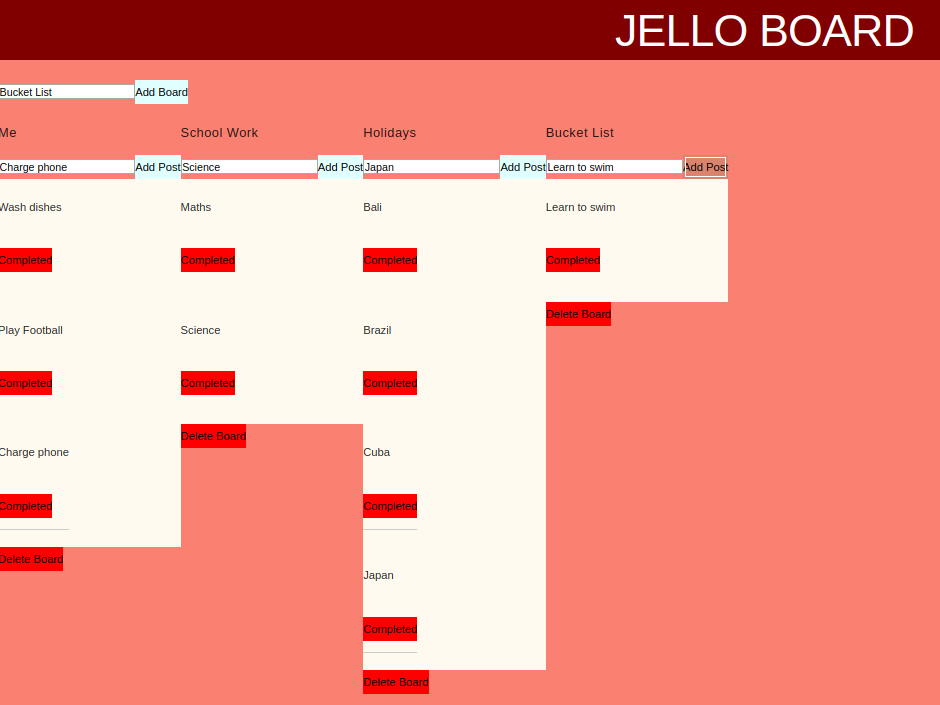 JELLO BOARD
Bucket List Add Board
Me School Work Holidays Bucket List
Charge phone Add Post Science Add Post Japan Add Post Learn to swim Add Post
Wash dishes Maths Bali Learn to swim
Completed Completed Completed Completed
Delete Board
Play Football Science Brazil
Completed Completed Completed
Delete Board
Charge phone Cuba
Completed Completed
Delete Board
Japan
Completed
Delete Board